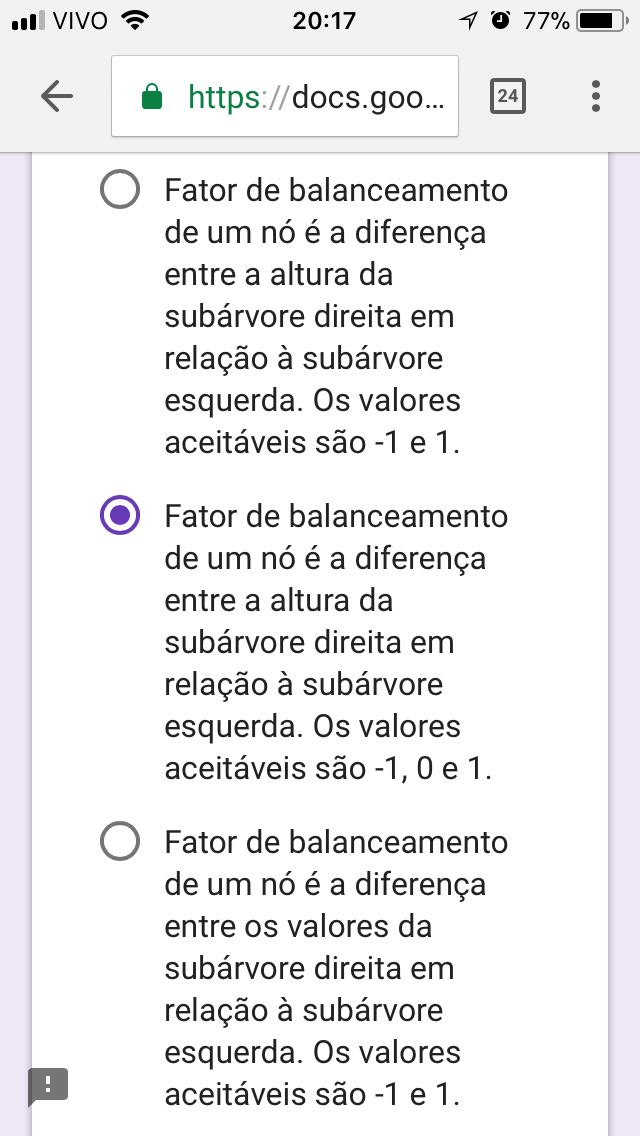 VIVO 20:17 77%
https://docs.goo... 24
Fator de balanceamento
de um nó é a diferença
entre a altura da
subárvore direita em
relação à subárvore
esquerda. Os valores
aceitáveis são -1 e 1.
Fator de balanceamento
de um nó é a diferença
entre a altura da
subárvore direita em
relação à subárvore
esquerda. Os valores
aceitáveis são -1, 0 e 1.
Fator de balanceamento
de um nó é a diferença
entre os valores da
subárvore direita em
relação à subárvore
esquerda. Os valores
aceitáveis são -1 e 1.